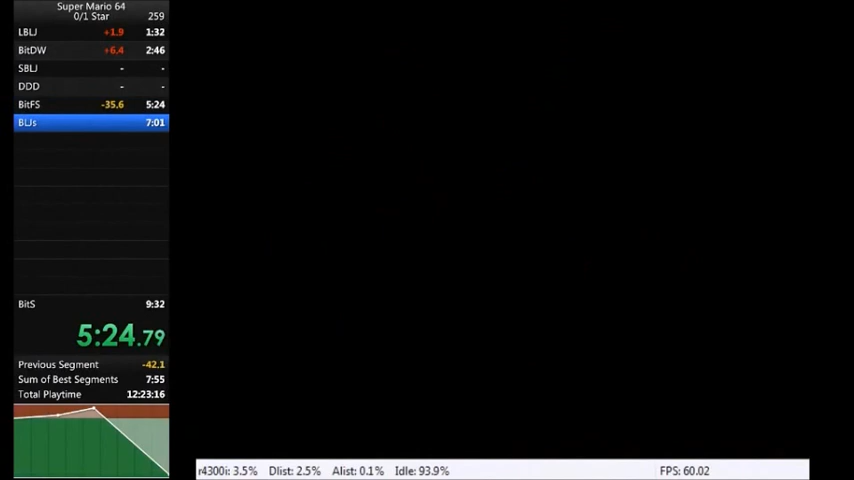 Super Mario 64
0/1 Star 259
LBLJ +1.9 1:32
BitDW +6.4 2:46
SBLJ - -
DDD - -
BitFS -35.6 5:24
BLJs 7:01
BitS 9:32
5:24.79
Previous Segment -42.1
Sum of Best Segments 7:55
Total Playtime 12:23:16
r4300i: 3.5% Dlist: 2.5% Alist: 0.1% Idle: 93.9% FPS: 60.02